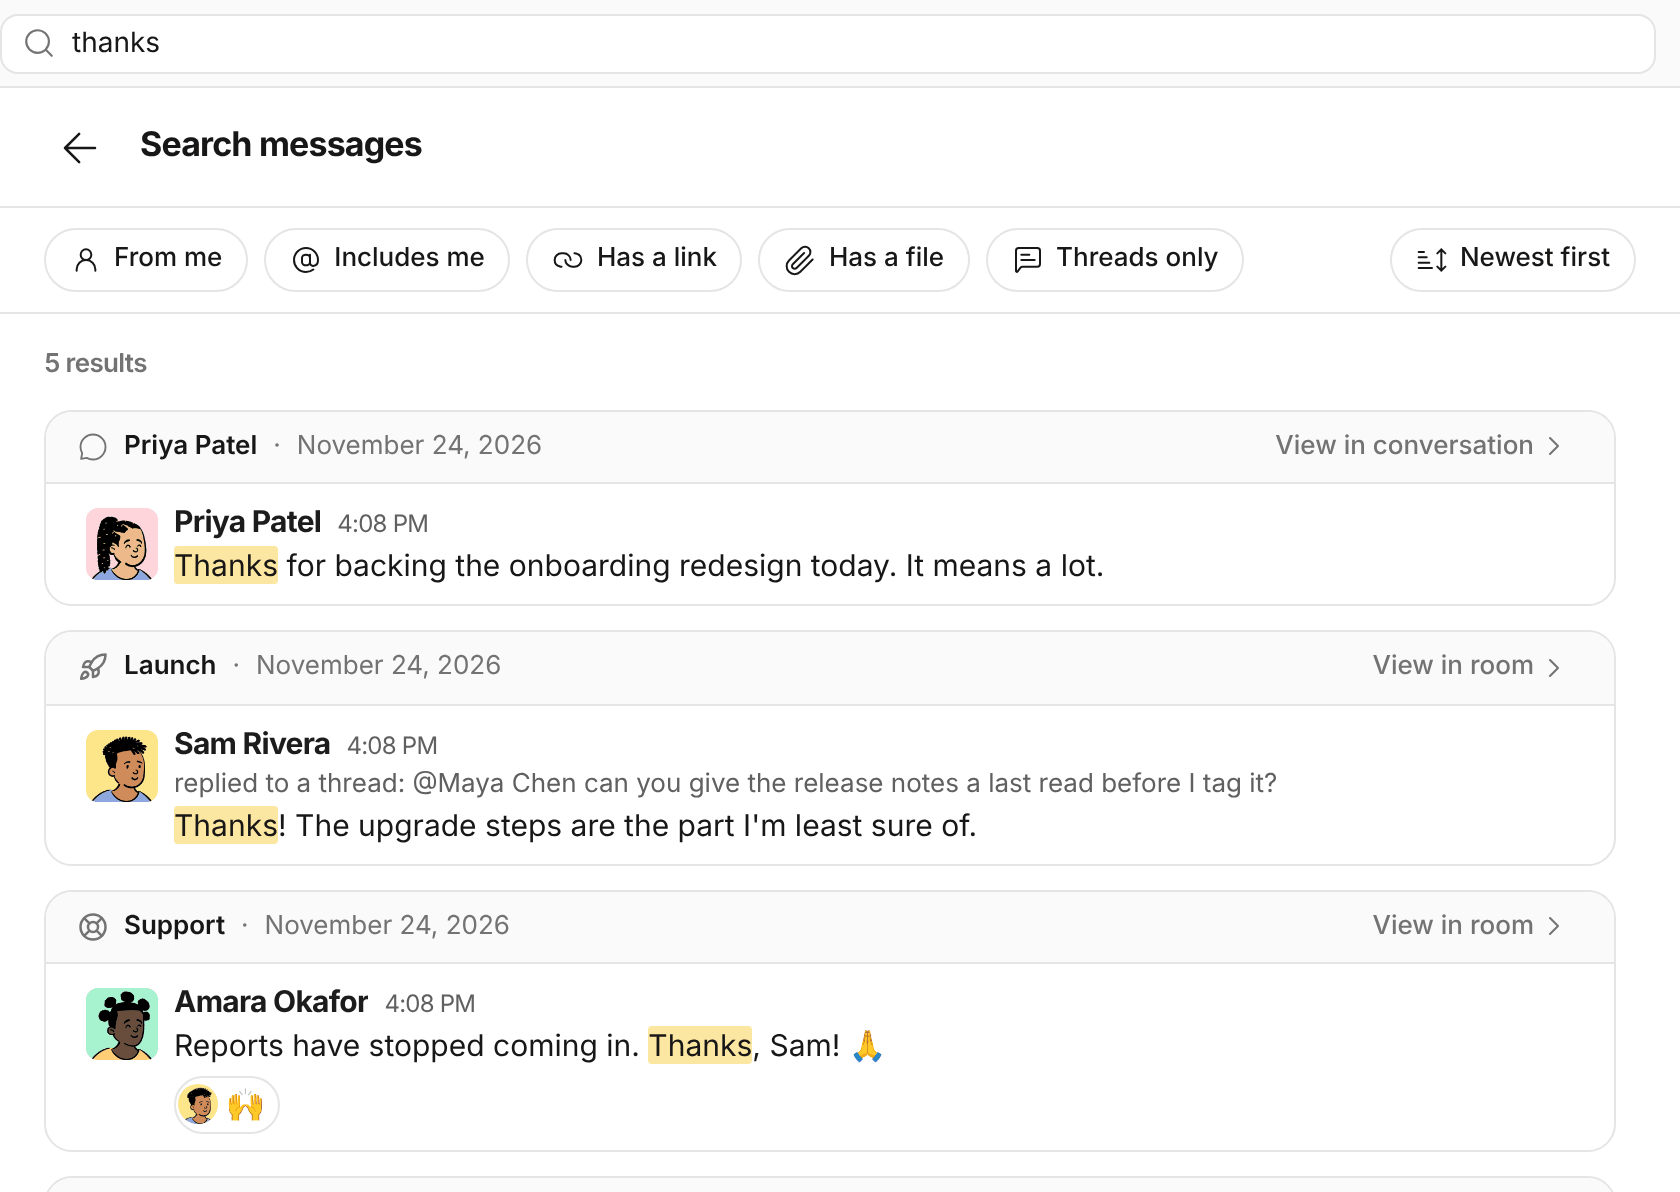 thanks
Search messages
From me
Includes me
Has a link
Has a file
Threads only
Newest first
5 results
Priya Patel · November 24, 2026
View in conversation
Priya Patel 4:08 PM
Thanks for backing the onboarding redesign today. It means a lot.
Launch · November 24, 2026
View in room
Sam Rivera 4:08 PM
replied to a thread: @Maya Chen can you give the release notes a last read before I tag it?
Thanks! The upgrade steps are the part I'm least sure of.
Support · November 24, 2026
View in room
Amara Okafor 4:08 PM
Reports have stopped coming in. Thanks, Sam! 🙏
🙌